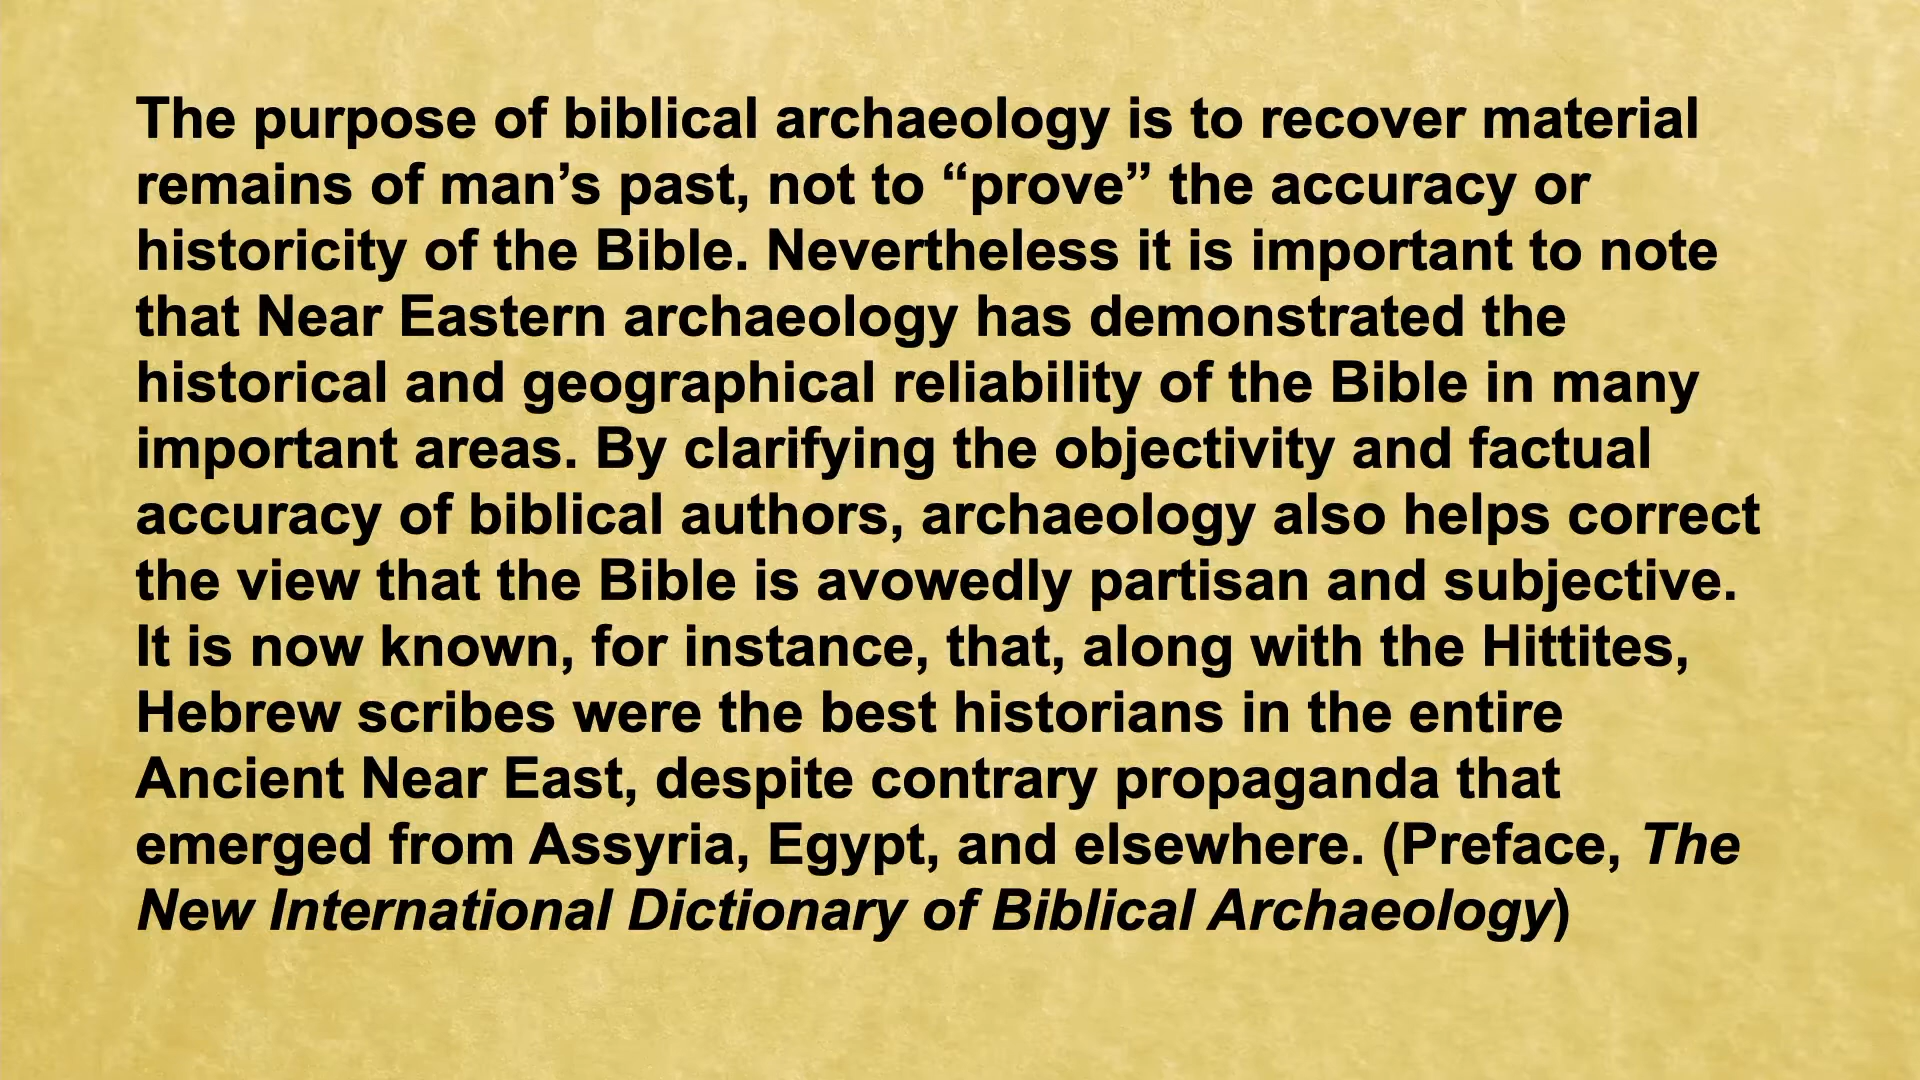 The purpose of biblical archaeology is to recover material
remains of man’s past, not to “prove” the accuracy or
historicity of the Bible. Nevertheless it is important to note
that Near Eastern archaeology has demonstrated the
historical and geographical reliability of the Bible in many
important areas. By clarifying the objectivity and factual
accuracy of biblical authors, archaeology also helps correct
the view that the Bible is avowedly partisan and subjective.
It is now known, for instance, that, along with the Hittites,
Hebrew scribes were the best historians in the entire
Ancient Near East, despite contrary propaganda that
emerged from Assyria, Egypt, and elsewhere. (Preface, The
New International Dictionary of Biblical Archaeology)